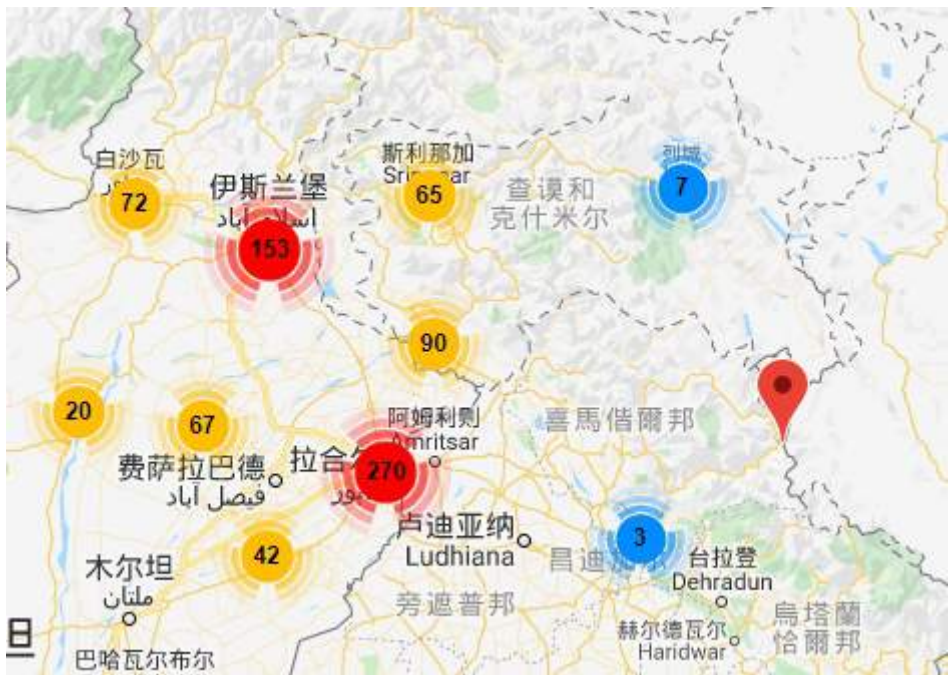 白沙瓦
72
伊斯兰堡
153
斯利那加
65
查谟和
克什米尔
列城
7
90
20
67
费萨拉巴德
فيصل آباد
270
阿姆利则
Amritsar
喜馬偕爾邦
卢迪亚纳
Ludhiana
3
42
木尔坦
ملتان
旁遮普邦
台拉登
Dehradun
赫尔德瓦尔
Haridwar
烏塔蘭
恰爾邦
巴哈瓦尔布尔